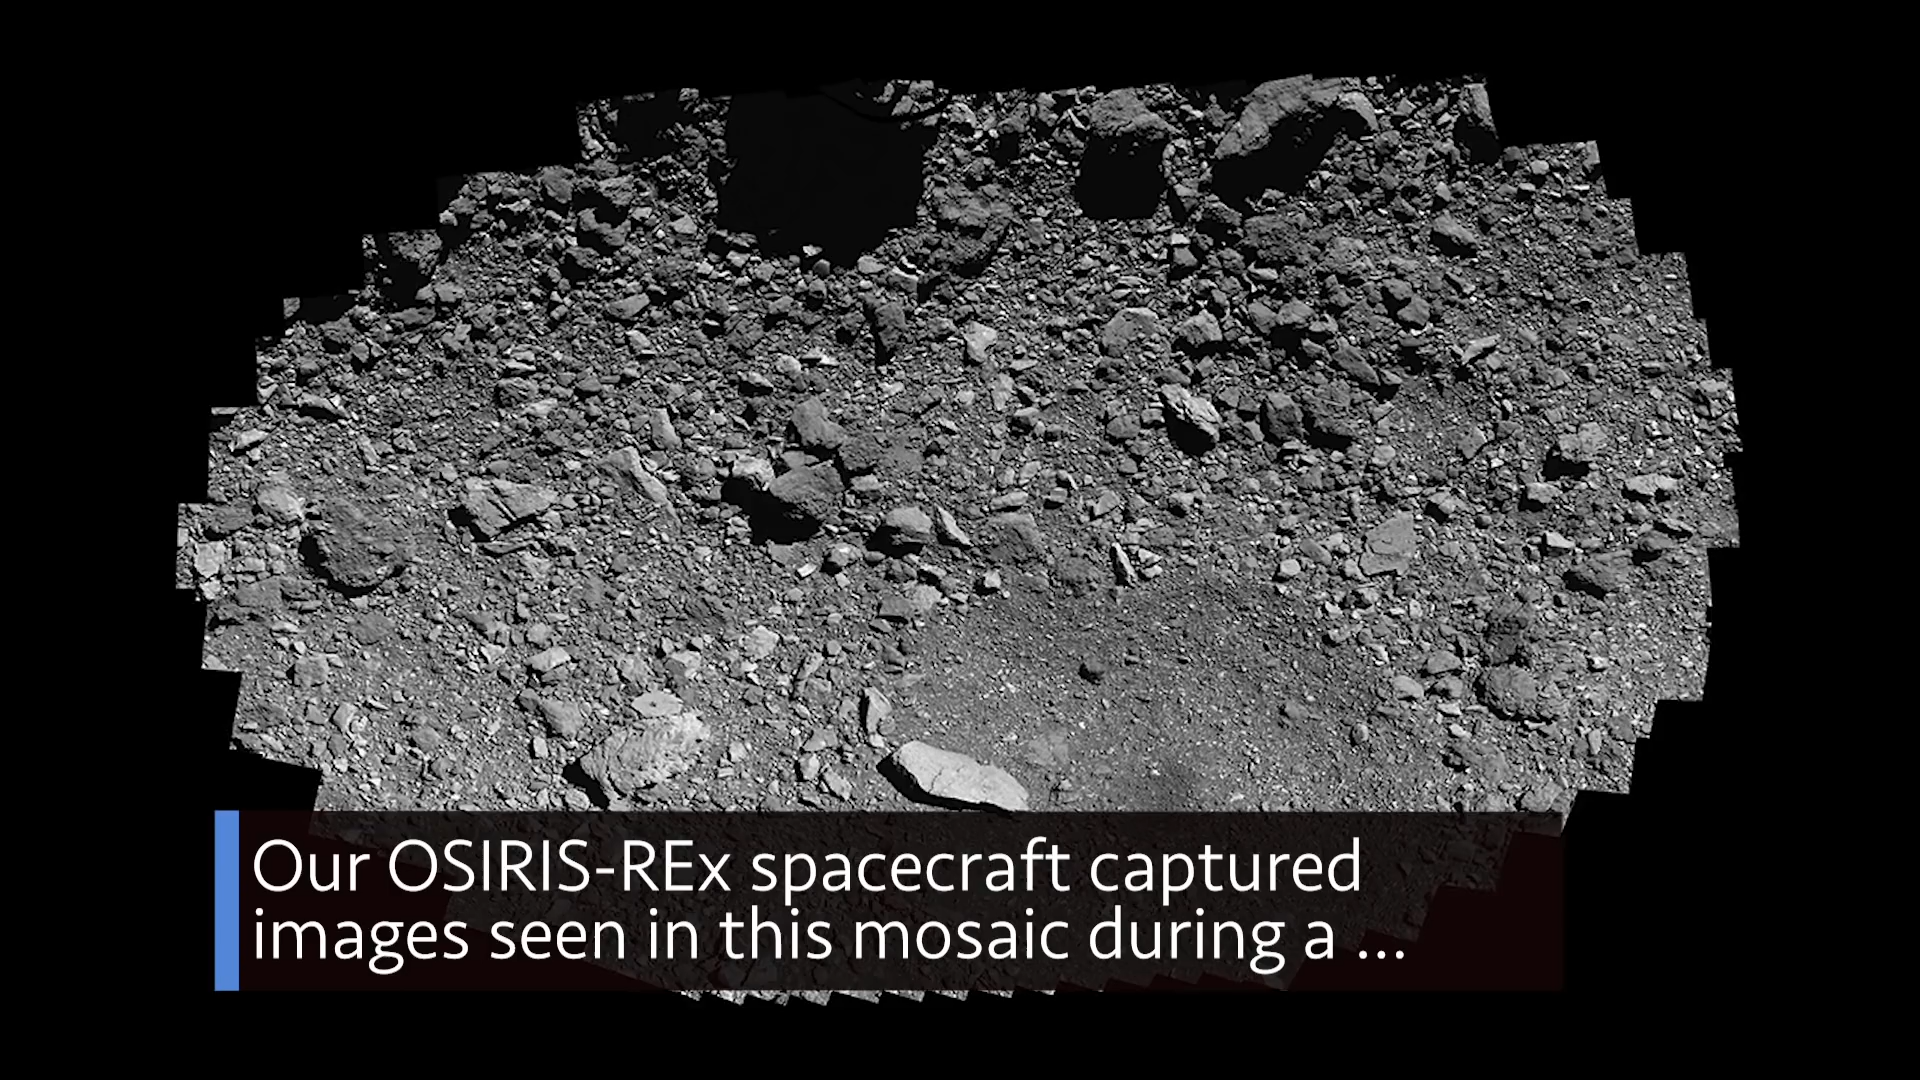 Our OSIRIS-REx spacecraft captured
images seen in this mosaic during a ...